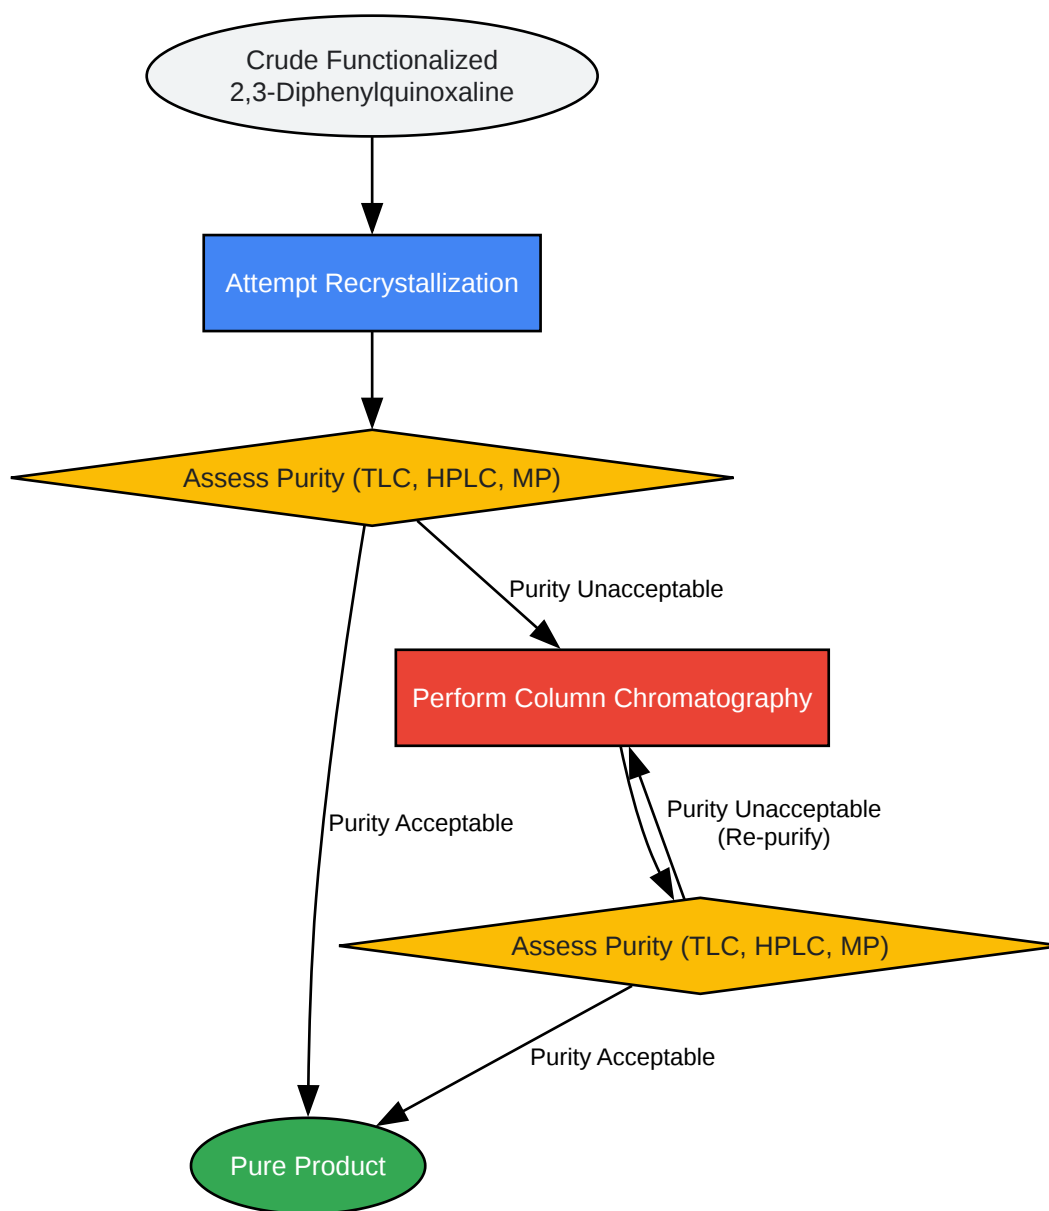 Crude Functionalized
2,3-Diphenylquinoxaline
Attempt Recrystallization
Assess Purity (TLC, HPLC, MP)
Purity Unacceptable
Perform Column Chromatography
Purity Acceptable
Purity Unacceptable
(Re-purify)
Assess Purity (TLC, HPLC, MP)
Purity Acceptable
Pure Product